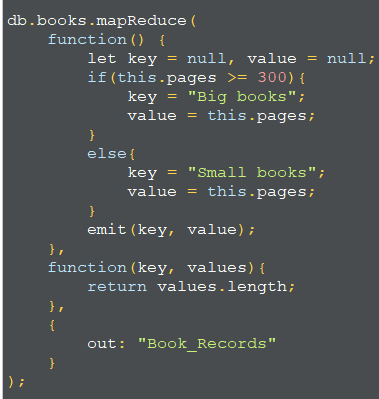 db.books.mapReduce(
    function() {
        let key = null, value = null;
        if(this.pages >= 300){
            key = "Big books";
            value = this.pages;
        }
        else{
            key = "Small books";
            value = this.pages;
        }
        emit(key, value);
    },
    function(key, values){
        return values.length;
    },
    {
        out: "Book_Records"
    }
);